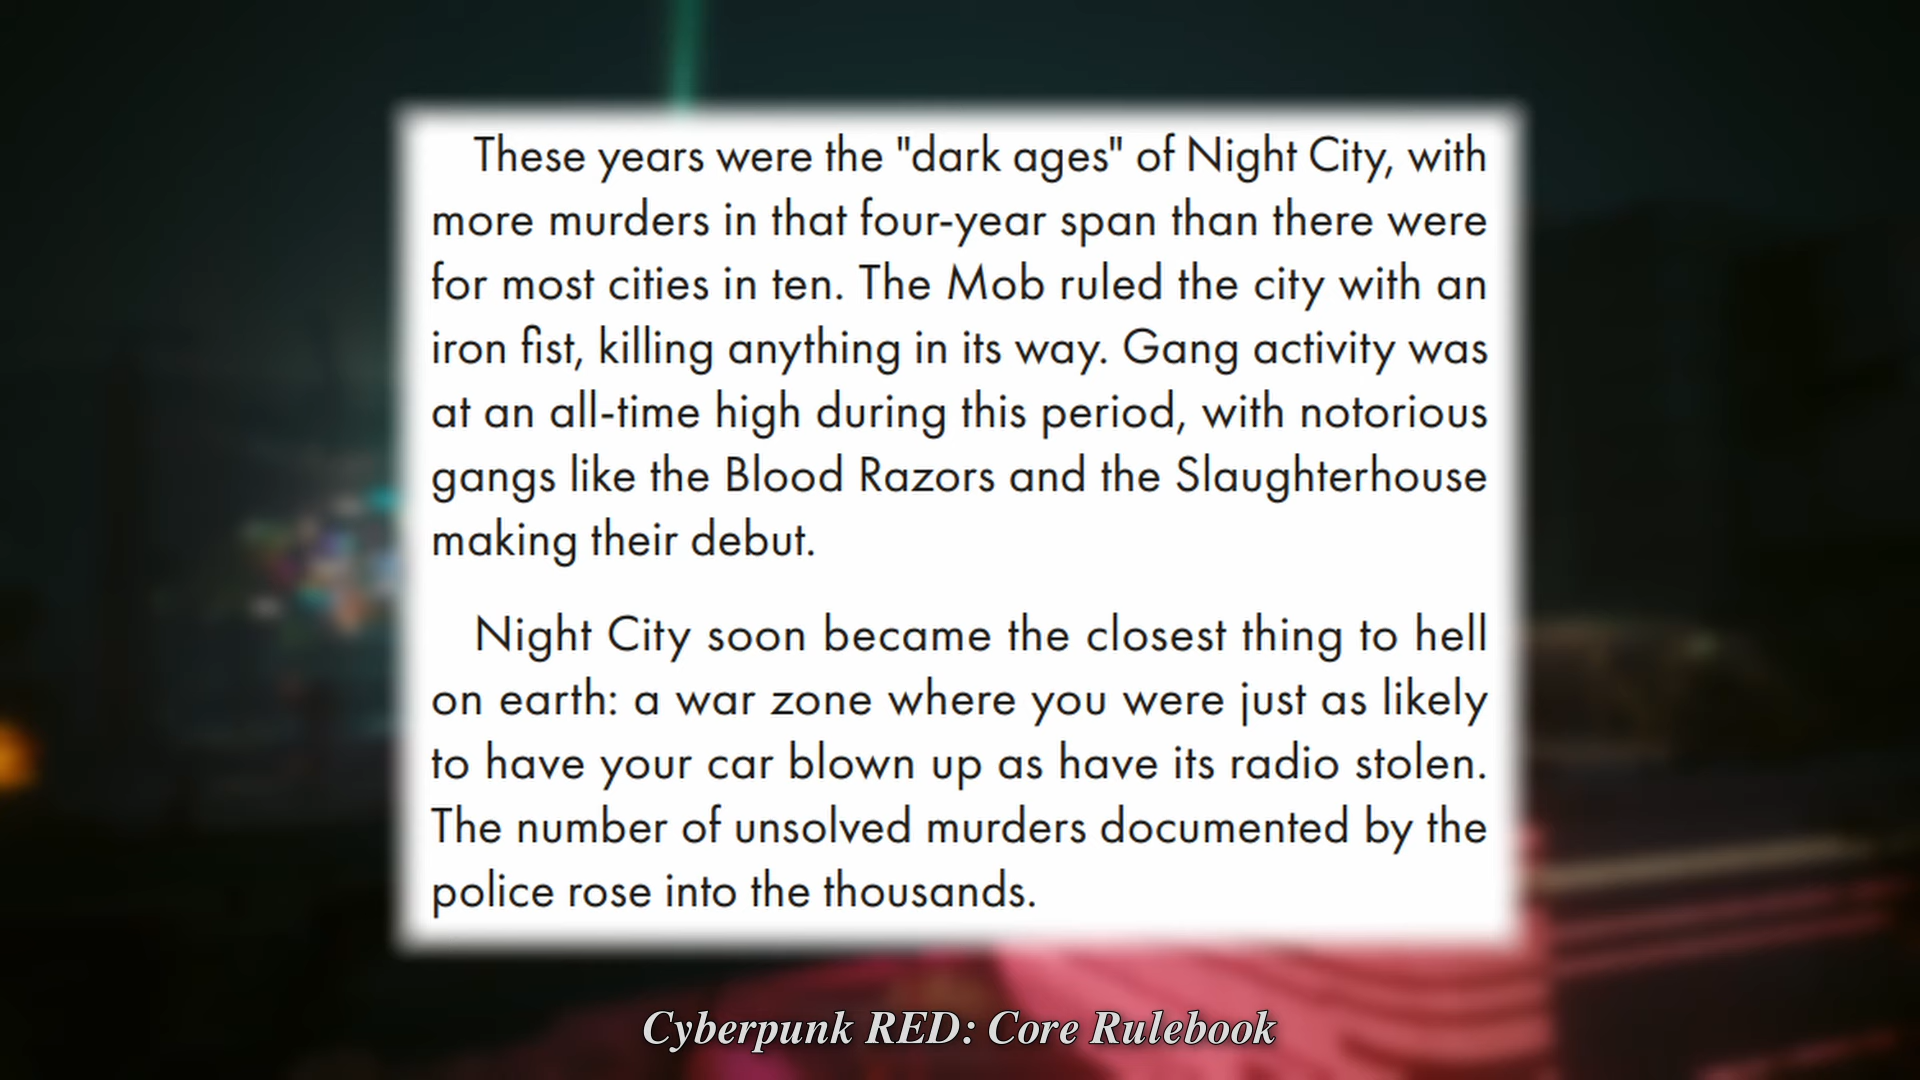 These years were the "dark ages" of Night City, with
more murders in that four-year span than there were
for most cities in ten. The Mob ruled the city with an
iron fist, killing anything in its way. Gang activity was
at an all-time high during this period, with notorious
gangs like the Blood Razors and the Slaughterhouse
making their debut.
Night City soon became the closest thing to hell
on earth: a war zone where you were just as likely
to have your car blown up as have its radio stolen.
The number of unsolved murders documented by the
police rose into the thousands.
Cyberpunk RED: Core Rulebook